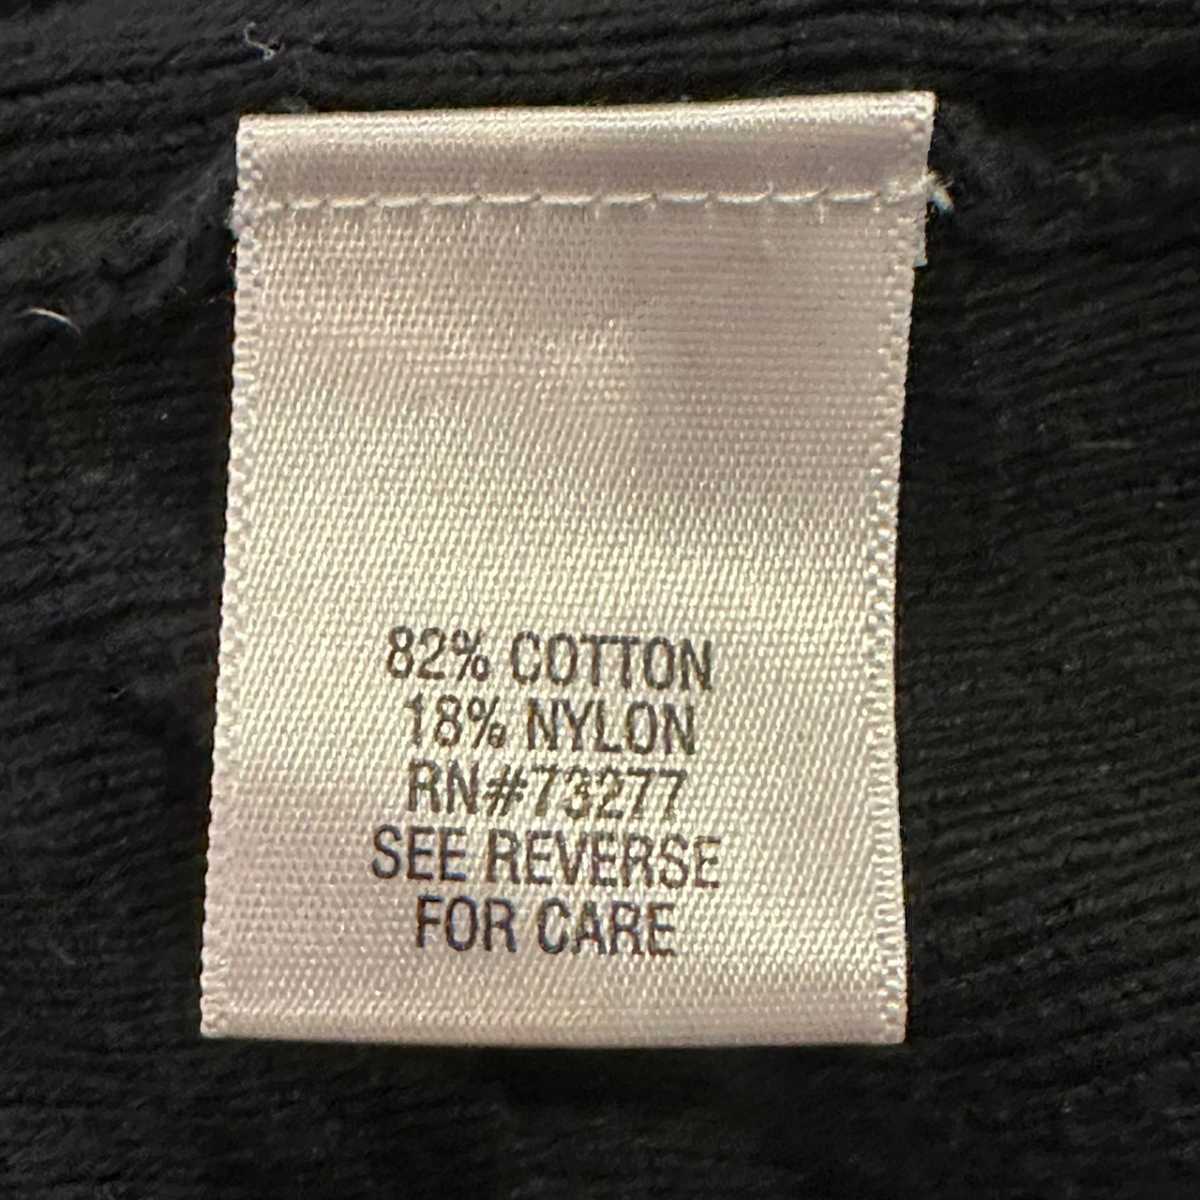 82% COTTON
18% NYLON
RN#73277
SEE REVERSE
FOR CARE